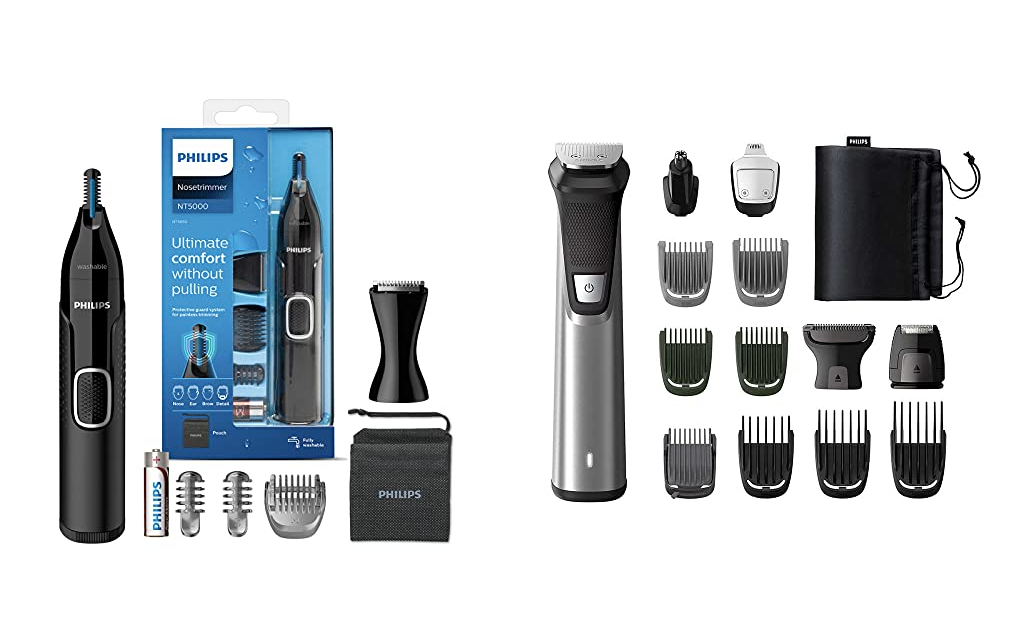 PHILIPS
Nosetrimmer
NT5000
Ultimate
comfort
without
pulling
Protective guard system
for painless trimming
Nose Ear Brow Detail
PHILIPS
Pouch
Fully
washable
PHILIPS
washable
PHILIPS
PHILIPS
PHILIPS
PHILIPS